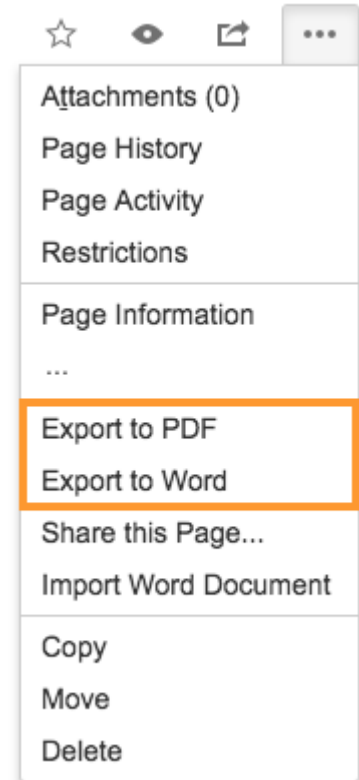 Attachments (0)
Page History
Page Activity
Restrictions
Page Information
...
Export to PDF
Export to Word
Share this Page...
Import Word Document
Copy
Move
Delete